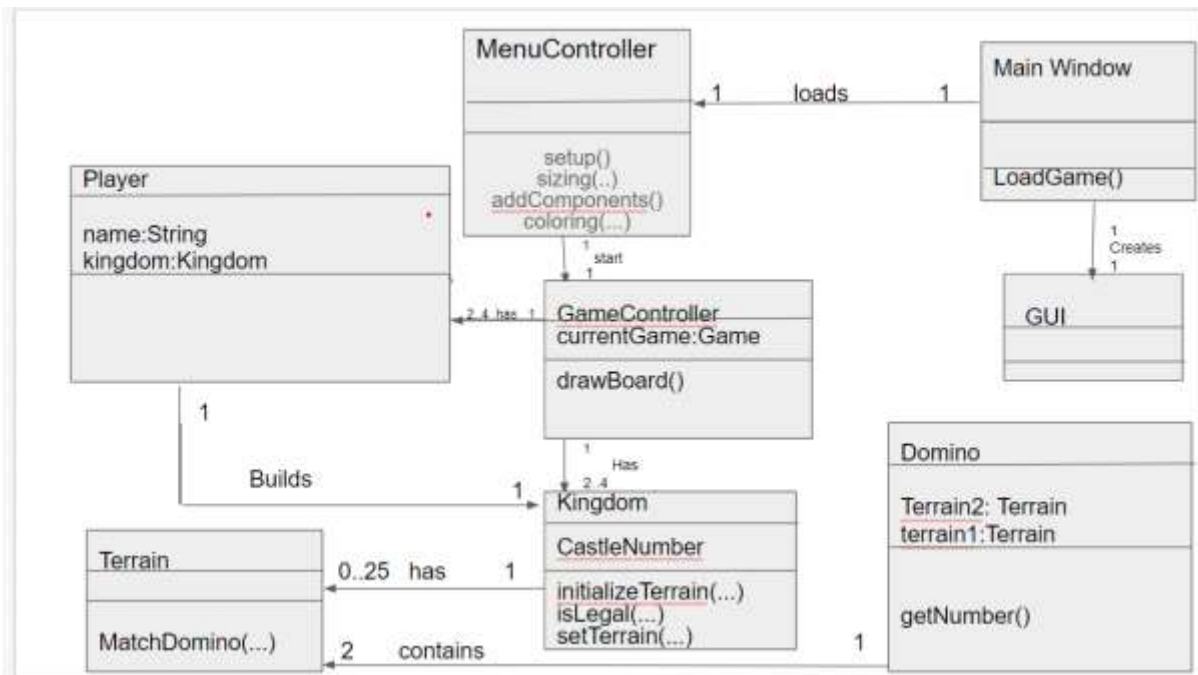 MenuController
setup()
sizing(..)
addComponents()
coloring(...)
1 loads 1
Main Window
LoadGame()
1
Creates
1
GUI
Player
name:String
kingdom:Kingdom
1
start
1
2..4 has 1
GameController
currentGame:Game
drawBoard()
1
Has
2..4
1
Builds
1
Kingdom
CastleNumber
initializeTerrain(...)
isLegal(...)
setTerrain(...)
Domino
Terrain2: Terrain
terrain1:Terrain
getNumber()
Terrain
MatchDomino(...)
0..25 has 1
2 contains 1